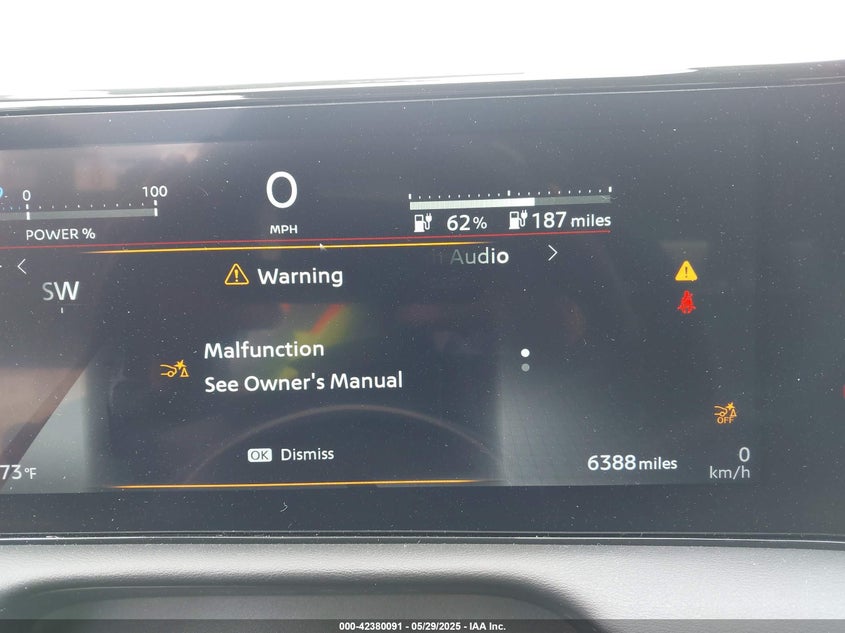 0 100
POWER %
0
MPH
62%
187 miles
Audio
SW
Warning
Malfunction
See Owner's Manual
OK Dismiss
OFF
73°F
6388 miles
0
km/h
000-42380091 - 05/29/2025 - IAA Inc.